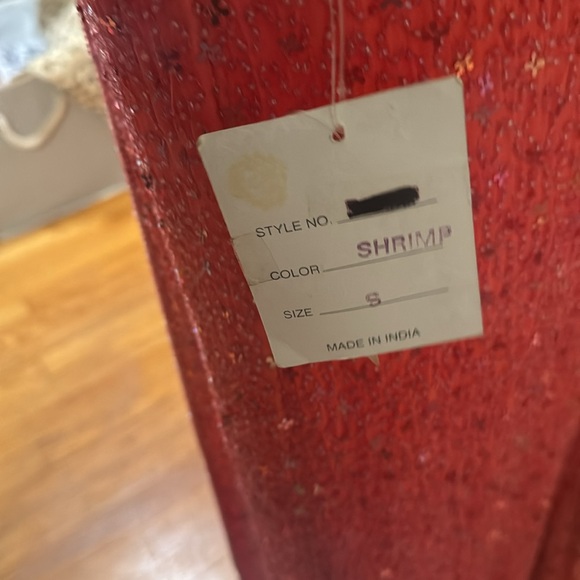 STYLE NO.
COLOR SHRIMP
SIZE S
MADE IN INDIA